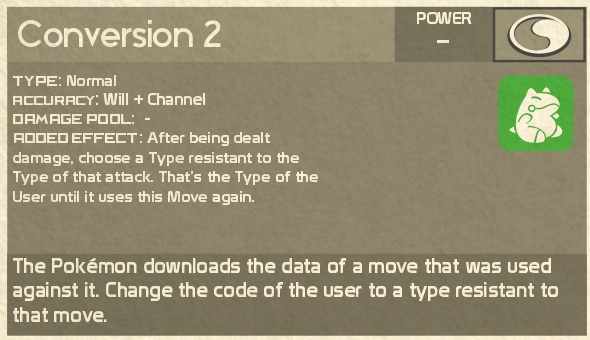 Conversion 2
POWER
–
TYPE: Normal
ACCURACY: Will + Channel
DAMAGE POOL: -
ADDED EFFECT: After being dealt
damage, choose a Type resistant to the
Type of that attack. That's the Type of the
User until it uses this Move again.
The Pokémon downloads the data of a move that was used
against it. Change the code of the user to a type resistant to
that move.